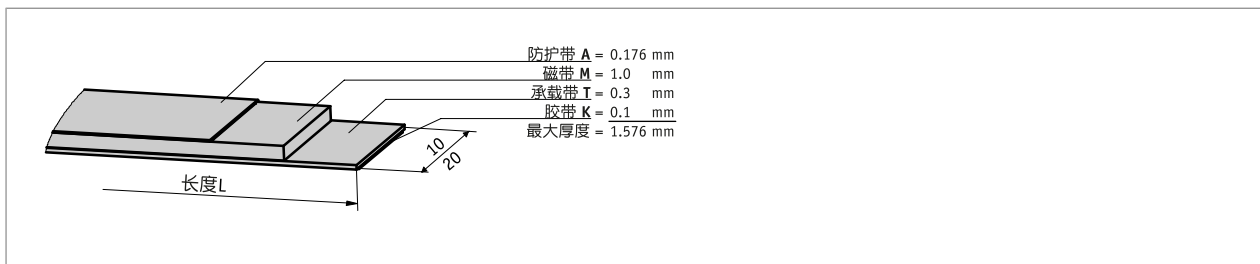 防护带 A = 0.176 mm
磁带 M = 1.0 mm
承载带 T = 0.3 mm
胶带 K = 0.1 mm
最大厚度 = 1.576 mm
10
20
长度L